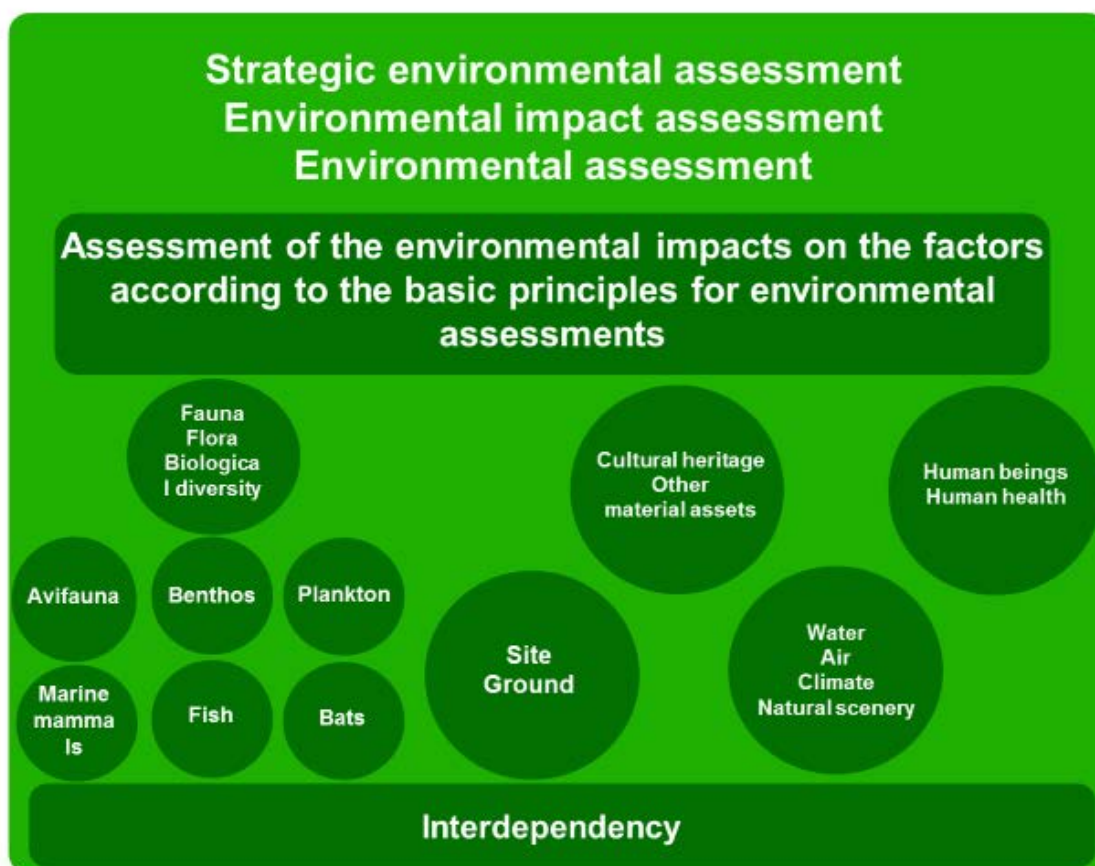 Strategic environmental assessment
Environmental impact assessment
Environmental assessment
Assessment of the environmental impacts on the factors
according to the basic principles for environmental
assessments
Fauna
Flora
Biologica
l diversity
Cultural heritage
Other
material assets
Human beings
Human health
Avifauna
Benthos
Plankton
Site
Ground
Water
Air
Climate
Natural scenery
Marine
mamma
ls
Fish
Bats
Interdependency